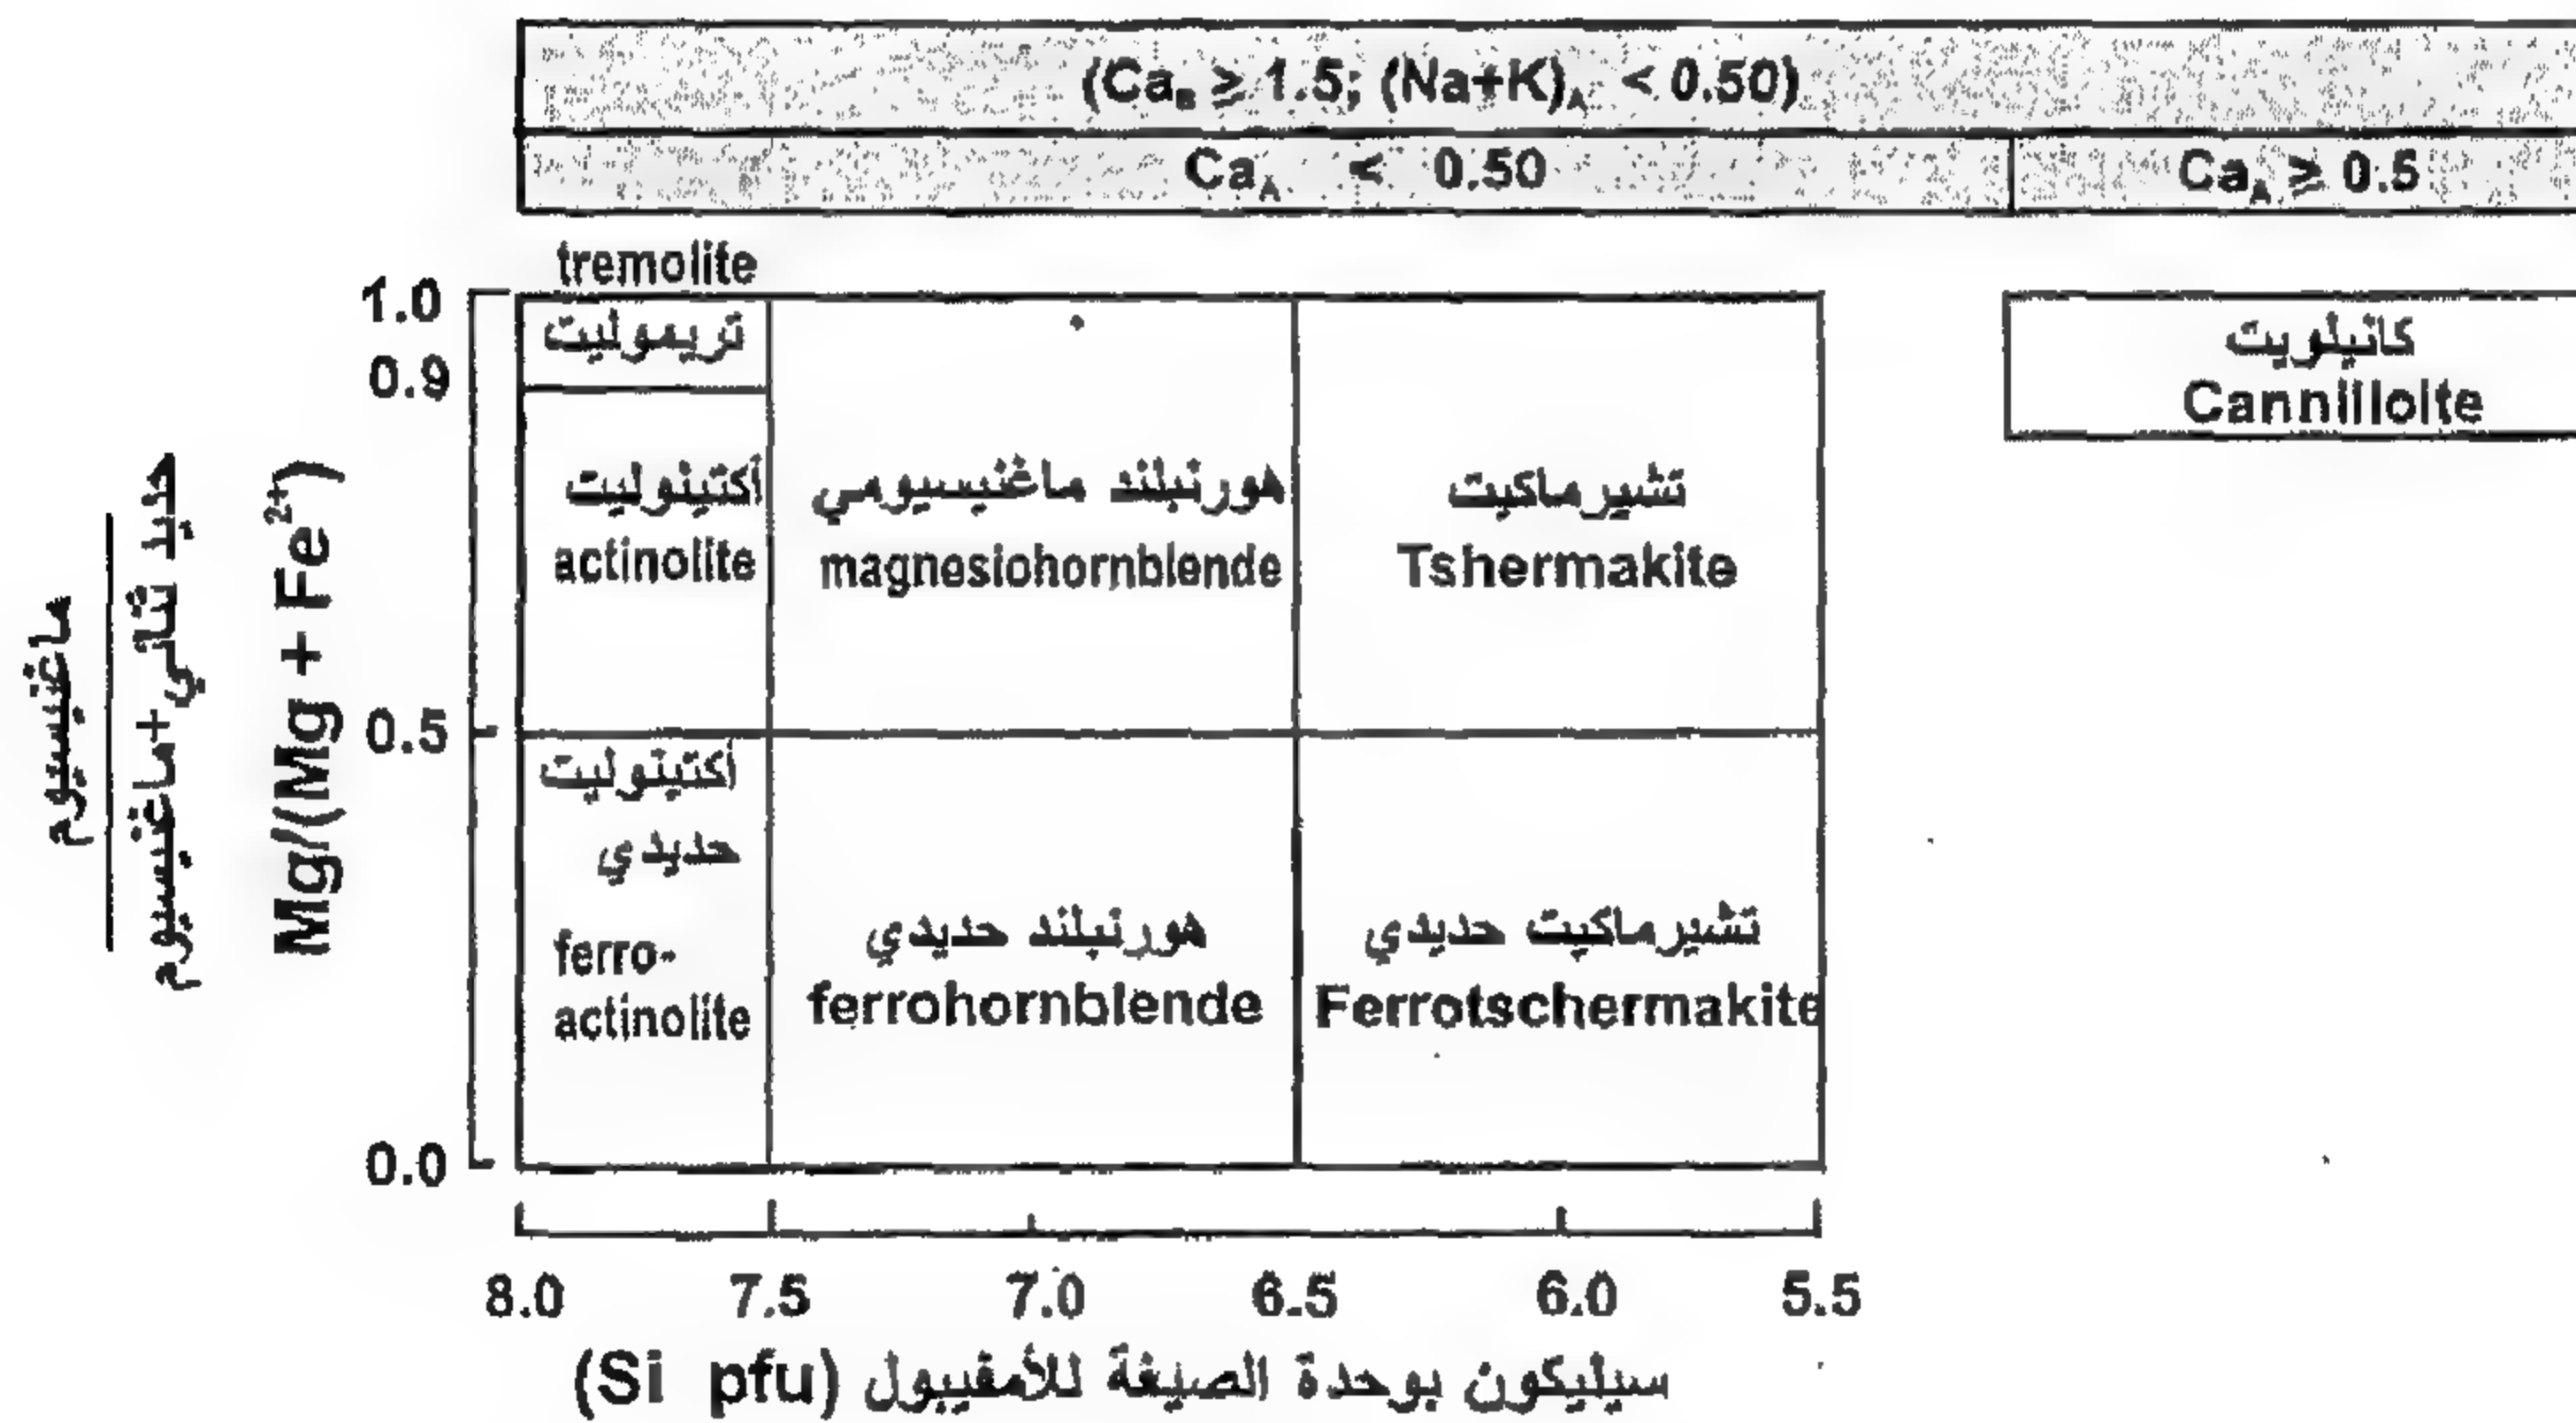 (Ca_B ≥ 1.5; (Na+K)_A < 0.50)
Ca_A < 0.50
Ca_A ≥ 0.5
tremolite
1.0
تريموليت
0.9
كانيلويت
Cannilloite
أكتينوليت
actinolite
هورنبلند ماغنيسيومي
magnesiohornblende
تشيرماكيت
Tshermakite
ماغنيسيوم
حديد ثنائي+ماغنيسيوم
Mg/(Mg + Fe²⁺)
0.5
أكتينوليت
حديدي
ferro-
actinolite
هورنبلند حديدي
ferrohornblende
تشيرماكيت حديدي
Ferrotschermakite
0.0
8.0 7.5 7.0 6.5 6.0 5.5
سيليكون بوحدة الصيغة للأمفيبول (Si pfu)